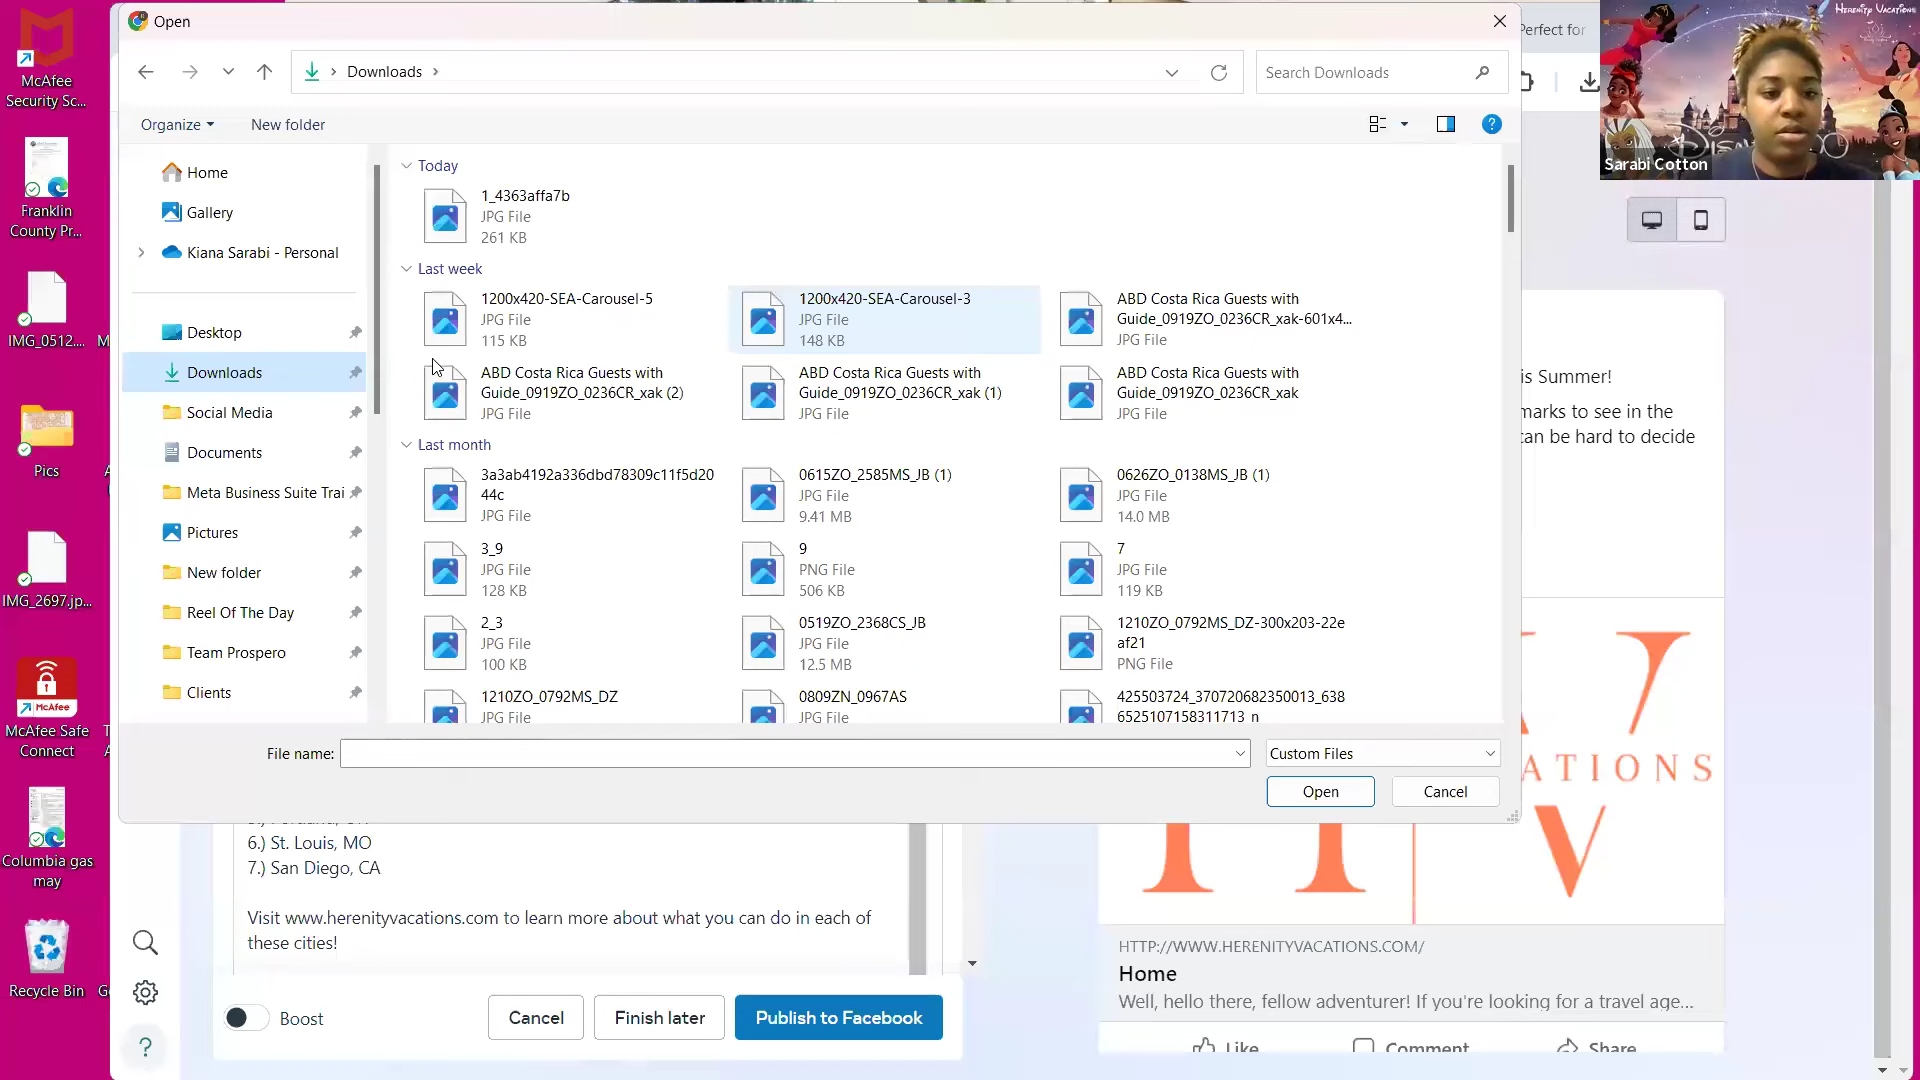 McAfee
Security Sc...
Franklin
County Pr...
IMG_0512....
Pics
IMG_2697.jp...
McAfee
McAfee Safe
Connect
Columbia gas
may
Recycle Bin
Open
Downloads
Search Downloads
Organize
New folder
Home
Gallery
Kiana Sarabi - Personal
Desktop
Downloads
Social Media
Documents
Meta Business Suite Trai
Pictures
New folder
Reel Of The Day
Team Prospero
Clients
Today
1_4363affa7b
JPG File
261 KB
Last week
1200x420-SEA-Carousel-5
JPG File
115 KB
1200x420-SEA-Carousel-3
JPG File
148 KB
ABD Costa Rica Guests with
Guide_0919ZO_0236CR_xak-601x4...
JPG File
ABD Costa Rica Guests with
Guide_0919ZO_0236CR_xak (2)
JPG File
ABD Costa Rica Guests with
Guide_0919ZO_0236CR_xak (1)
JPG File
ABD Costa Rica Guests with
Guide_0919ZO_0236CR_xak
JPG File
Last month
3a3ab4192a336dbd78309c11f5d20
44c
JPG File
0615ZO_2585MS_JB (1)
JPG File
9.41 MB
0626ZO_0138MS_JB (1)
JPG File
14.0 MB
3_9
JPG File
128 KB
9
PNG File
506 KB
7
JPG File
119 KB
2_3
JPG File
100 KB
0519ZO_2368CS_JB
JPG File
12.5 MB
1210ZO_0792MS_DZ-300x203-22e
af21
PNG File
1210ZO_0792MS_DZ
JPG File
0809ZN_0967AS
JPG File
425503724_370720682350013_638
6525107158311713_n
File name:
Custom Files
Open
Cancel
Perfect for
HERENITY VACATIONS
Sarabi Cotton
is Summer!
marks to see in the
can be hard to decide
V
ATIONS
V
6.) St. Louis, MO
7.) San Diego, CA
Visit www.herenityvacations.com to learn more about what you can do in each of
these cities!
Boost
Cancel
Finish later
Publish to Facebook
HTTP://WWW.HERENITYVACATIONS.COM/
Home
Well, hello there, fellow adventurer! If you're looking for a travel age...
Like
Comment
Share